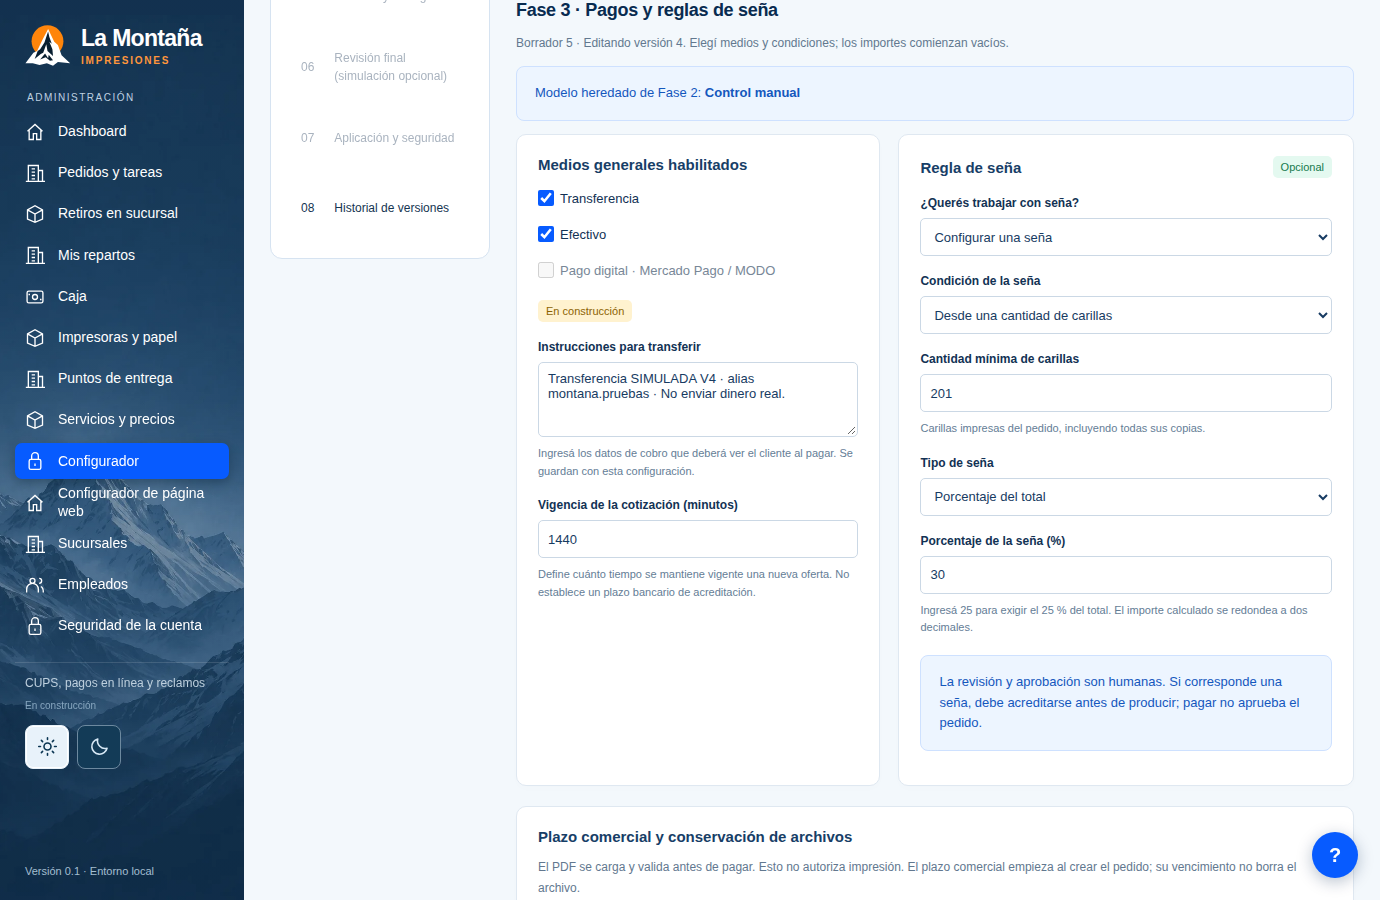 La Montaña
IMPRESIONES
ADMINISTRACIÓN
Dashboard
Pedidos y tareas
Retiros en sucursal
Mis repartos
Caja
Impresoras y papel
Puntos de entrega
Servicios y precios
Configurador
Configurador de página
web
Sucursales
Empleados
Seguridad de la cuenta
CUPS, pagos en línea y reclamos
En construcción
Versión 0.1 · Entorno local
06
Revisión final
(simulación opcional)
07
Aplicación y seguridad
08
Historial de versiones
Fase 3 · Pagos y reglas de seña
Borrador 5 · Editando versión 4. Elegí medios y condiciones; los importes comienzan vacíos.
Modelo heredado de Fase 2: Control manual
Medios generales habilitados
Transferencia
Efectivo
Pago digital · Mercado Pago / MODO
En construcción
Instrucciones para transferir
Transferencia SIMULADA V4 · alias
montana.pruebas · No enviar dinero real.
Ingresá los datos de cobro que deberá ver el cliente al pagar. Se
guardan con esta configuración.
Vigencia de la cotización (minutos)
1440
Define cuánto tiempo se mantiene vigente una nueva oferta. No
establece un plazo bancario de acreditación.
Regla de seña
Opcional
¿Querés trabajar con seña?
Configurar una seña
Condición de la seña
Desde una cantidad de carillas
Cantidad mínima de carillas
201
Carillas impresas del pedido, incluyendo todas sus copias.
Tipo de seña
Porcentaje del total
Porcentaje de la seña (%)
30
Ingresá 25 para exigir el 25 % del total. El importe calculado se redondea a dos
decimales.
La revisión y aprobación son humanas. Si corresponde una
seña, debe acreditarse antes de producir; pagar no aprueba el
pedido.
Plazo comercial y conservación de archivos
El PDF se carga y valida antes de pagar. Esto no autoriza impresión. El plazo comercial empieza al crear el pedido; su vencimiento no borra el
archivo.
?